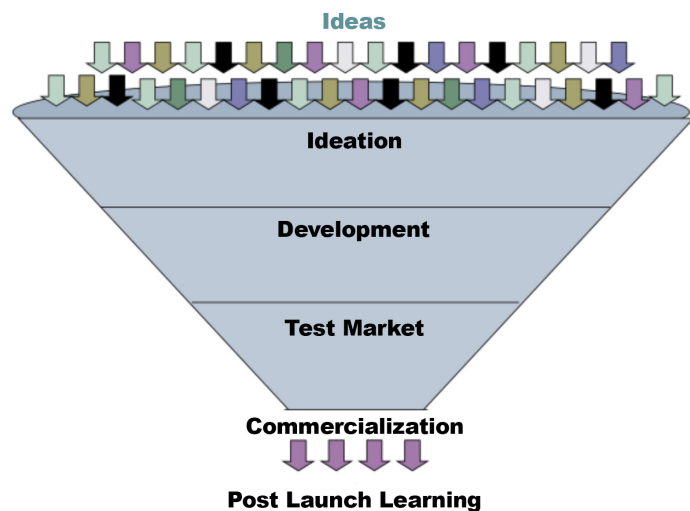 Ideas
Ideation
Development
Test Market
Commercialization
Post Launch Learning